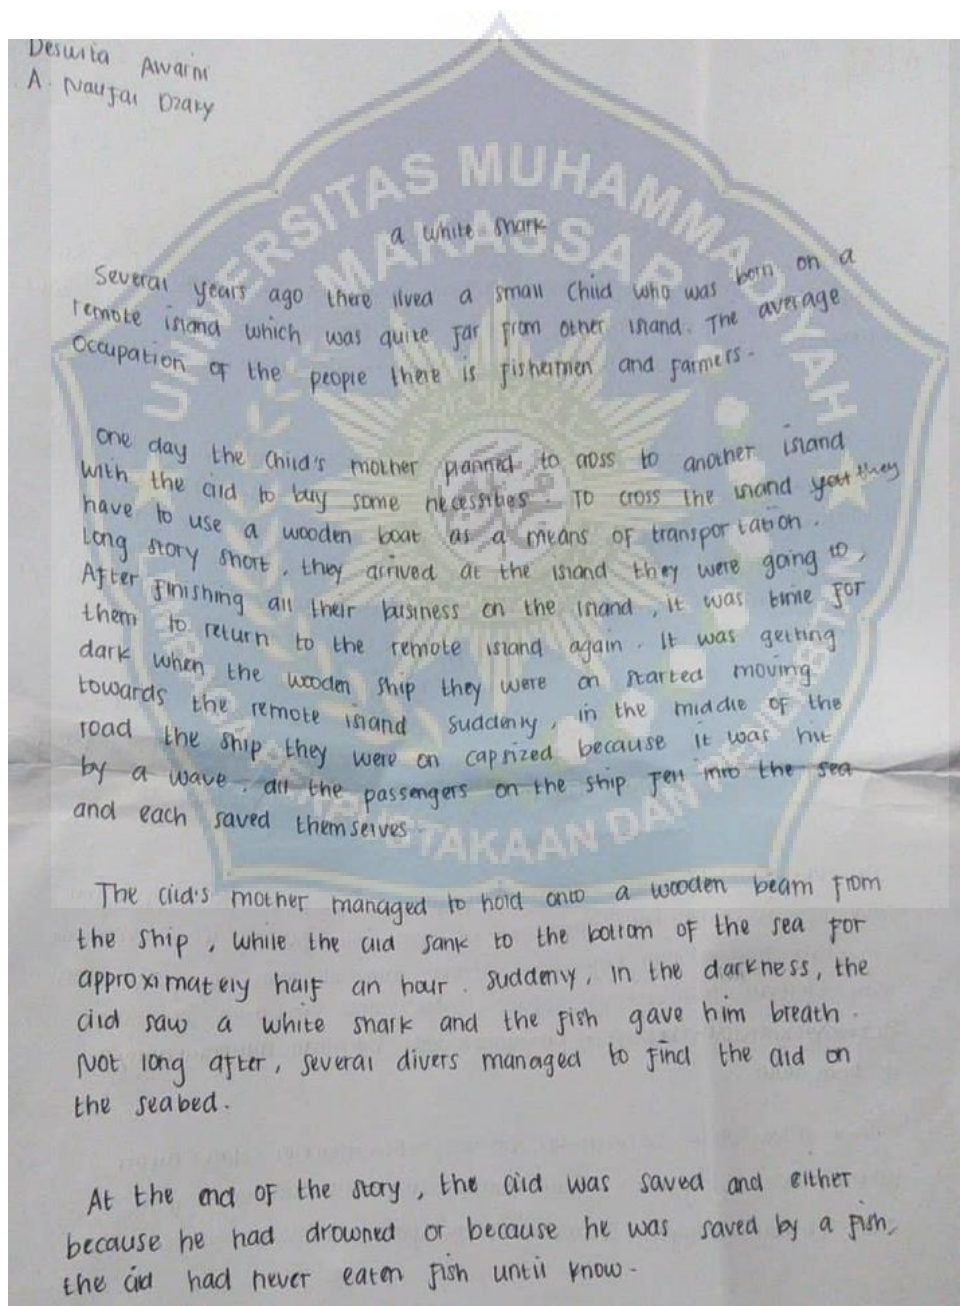 Deswita Awarni
A. Naufal Dzaky
UNIVERSITAS MUHAMMADIYAH
MAKASSAR
a white shark
Several years ago there lived a small child who was born on a
remote island which was quite far from other island. The average
Occupation of the people there is fishermen and farmers.
One day the child's mother planned to cross to another island
with the cild to buy some necessities. To cross the island they
have to use a wooden boat as a means of transportation.
Long story short, they arrived at the island they were going to,
After finishing all their business on the island, it was time for
them to return to the remote island again. It was getting
dark when the wooden ship they were on started moving
towards the remote island suddenly, in the middle of the
road the ship they were on capsized because it was hit
by a wave. all the passengers on the ship fell into the sea
and each saved themselves
PERPUSTAKAAN DAN PENERBITAN
The cild's mother managed to hold onto a wooden beam from
the ship, while the cild sank to the bottom of the sea for
approximately half an hour. suddenly, in the darkness, the
cild saw a white shark and the fish gave him breath.
Not long after, several divers managed to find the cild on
the seabed.
At the end of the story, the cild was saved and either
because he had drowned or because he was saved by a fish,
the cild had never eaten fish until know.